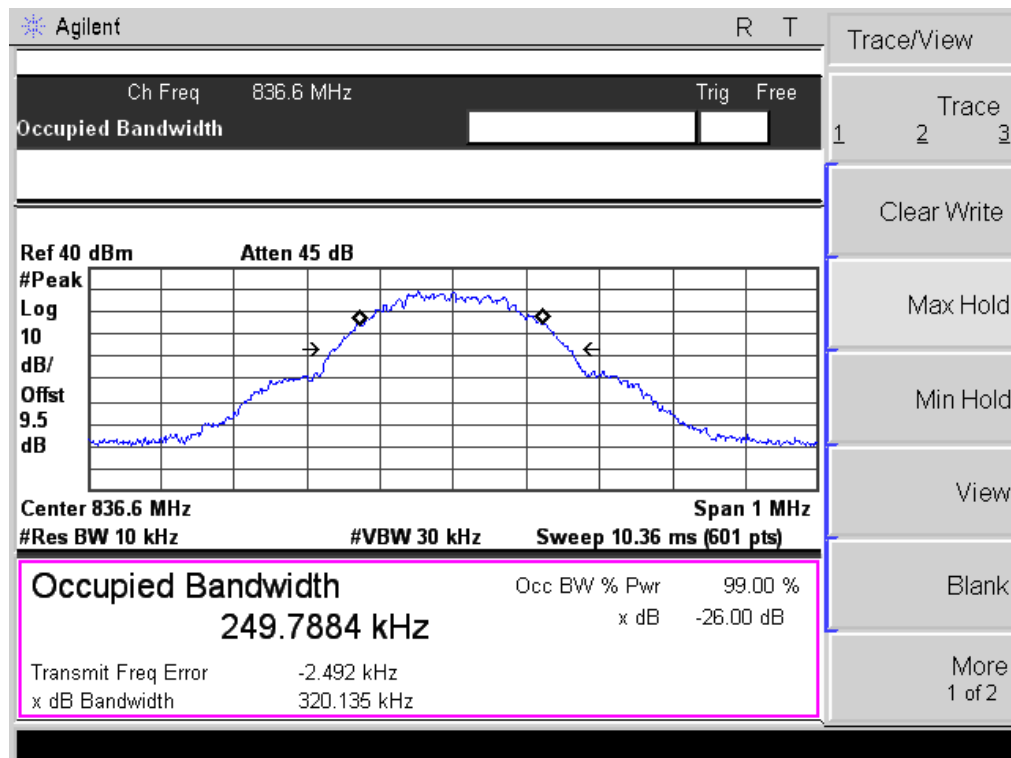 Agilent R T
Trace/View
Ch Freq 836.6 MHz Trig Free
Occupied Bandwidth
Trace
1 2 3
Clear Write
Max Hold
Min Hold
View
Blank
More
1 of 2
Ref 40 dBm Atten 45 dB
#Peak
Log
10
dB/
Offst
9.5
dB
Center 836.6 MHz Span 1 MHz
#Res BW 10 kHz #VBW 30 kHz Sweep 10.36 ms (601 pts)
Occupied Bandwidth Occ BW % Pwr 99.00 %
249.7884 kHz x dB -26.00 dB
Transmit Freq Error -2.492 kHz
x dB Bandwidth 320.135 kHz